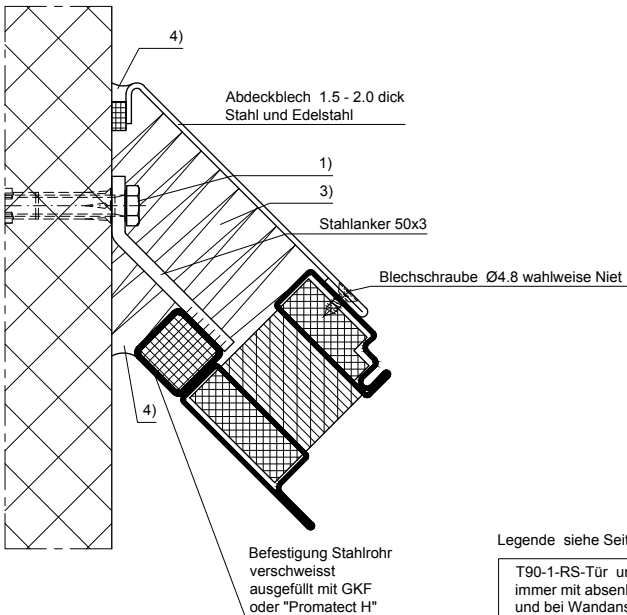 4)
Abdeckblech 1.5 - 2.0 dick
Stahl und Edelstahl
1)
3)
Stahlanker 50x3
Blechschraube Ø4.8 wahlweise Niet
4)
Befestigung Stahlrohr
verschweisst
ausgefüllt mit GKF
oder "Promatect H"
Legende siehe Seit
T90-1-RS-Tür un
immer mit absenl
und bei Wandans